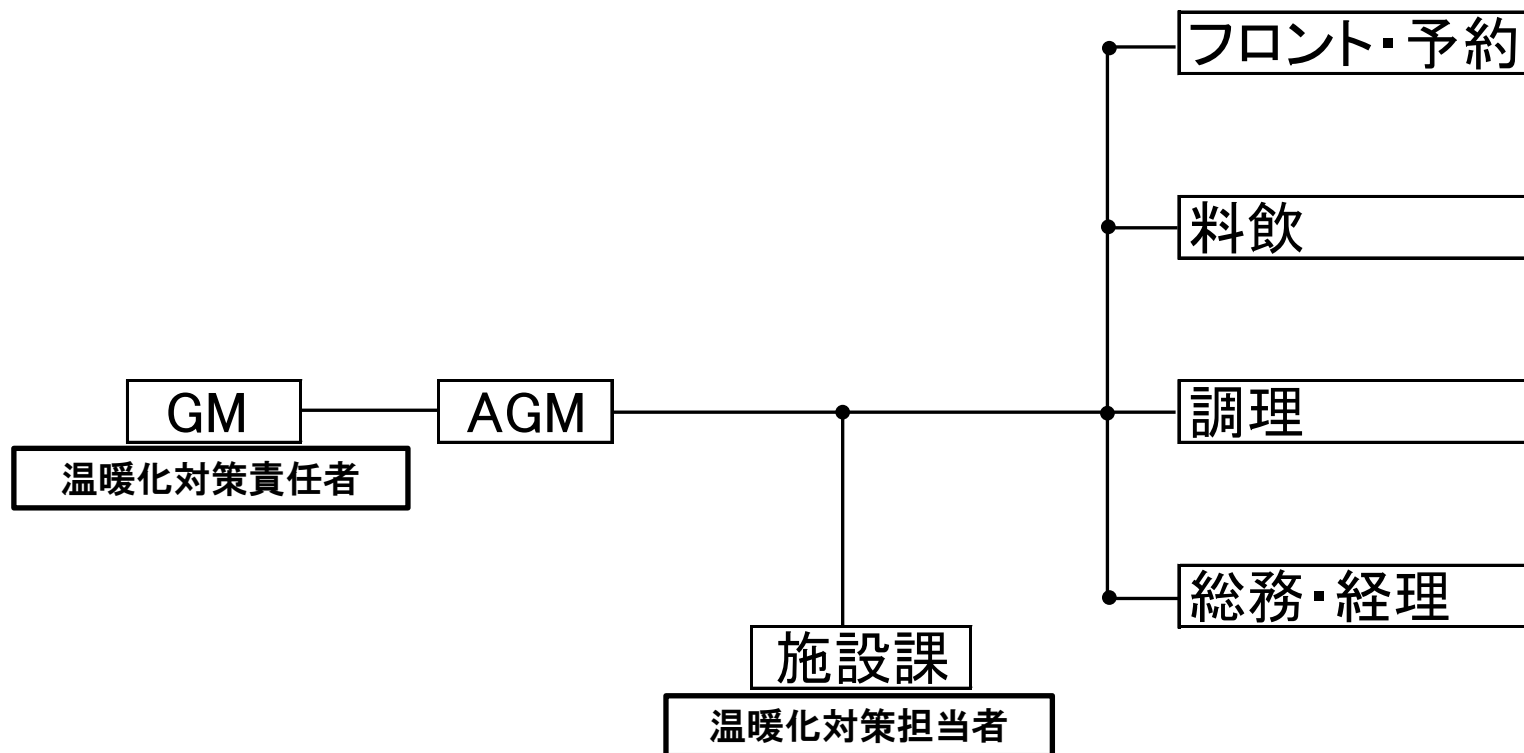 フロント・予約
料飲
GM
AGM
調理
温暖化対策責任者
総務・経理
施設課
温暖化対策担当者